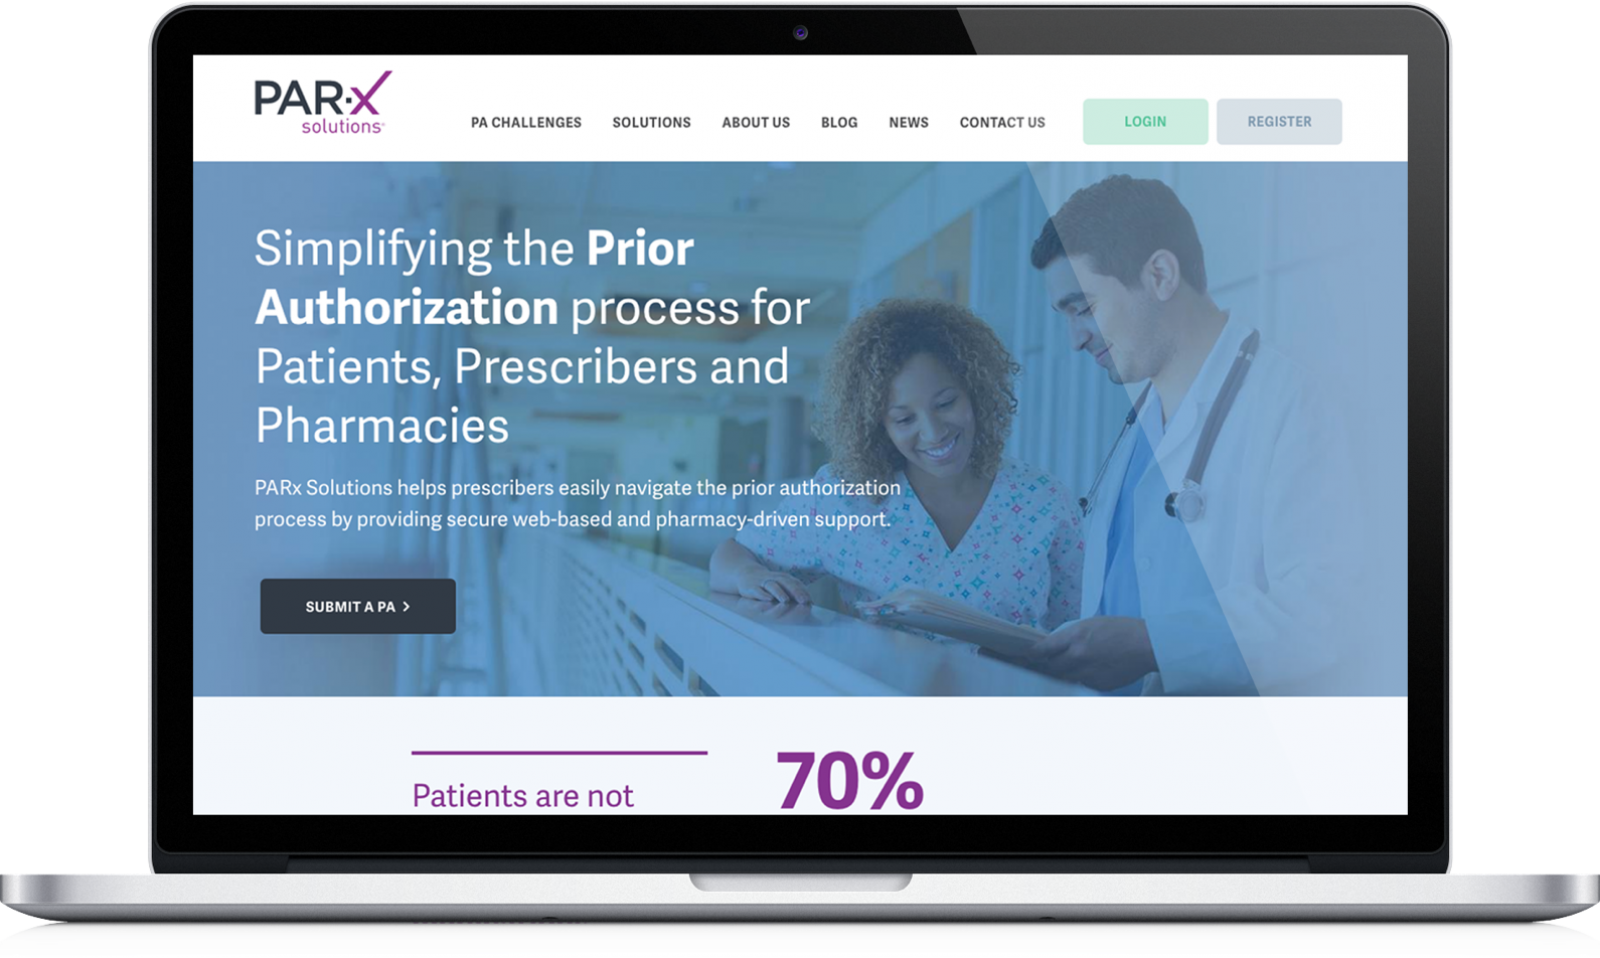 PARx
solutions
PA CHALLENGES SOLUTIONS ABOUT US BLOG NEWS CONTACT US LOGIN REGISTER
Simplifying the Prior
Authorization process for
Patients, Prescribers and
Pharmacies
PARx Solutions helps prescribers easily navigate the prior authorization
process by providing secure web-based and pharmacy-driven support.
SUBMIT A PA >
Patients are not
70%